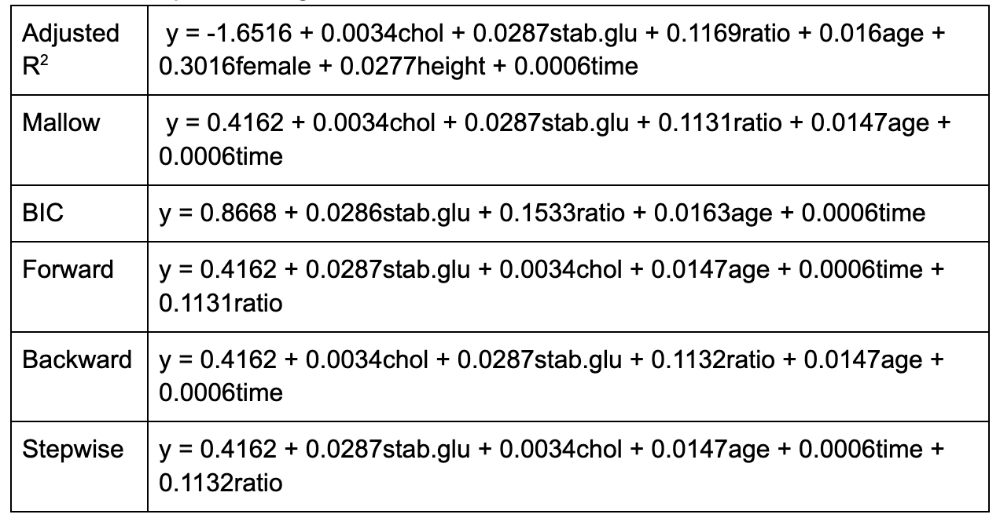 Adjusted
R²
y = -1.6516 + 0.0034chol + 0.0287stab.glu + 0.1169ratio + 0.016age +
0.3016female + 0.0277height + 0.0006time
Mallow
y = 0.4162 + 0.0034chol + 0.0287stab.glu + 0.1131ratio + 0.0147age +
0.0006time
BIC
y = 0.8668 + 0.0286stab.glu + 0.1533ratio + 0.0163age + 0.0006time
Forward
y = 0.4162 + 0.0287stab.glu + 0.0034chol + 0.0147age + 0.0006time +
0.1131ratio
Backward
y = 0.4162 + 0.0034chol + 0.0287stab.glu + 0.1132ratio + 0.0147age +
0.0006time
Stepwise
y = 0.4162 + 0.0287stab.glu + 0.0034chol + 0.0147age + 0.0006time +
0.1132ratio